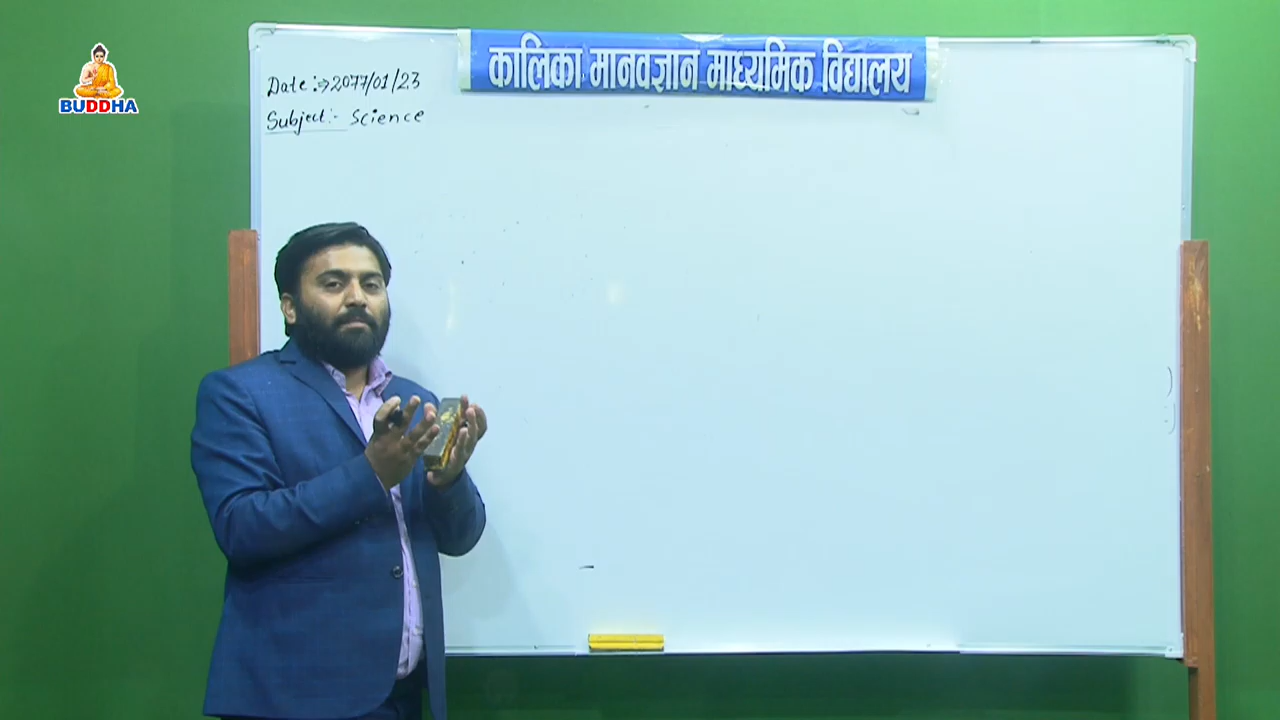 BUDDHA
कालिका मानवज्ञान माध्यमिक विद्यालय
Date:⇒2077/01/23
Subject:- Science